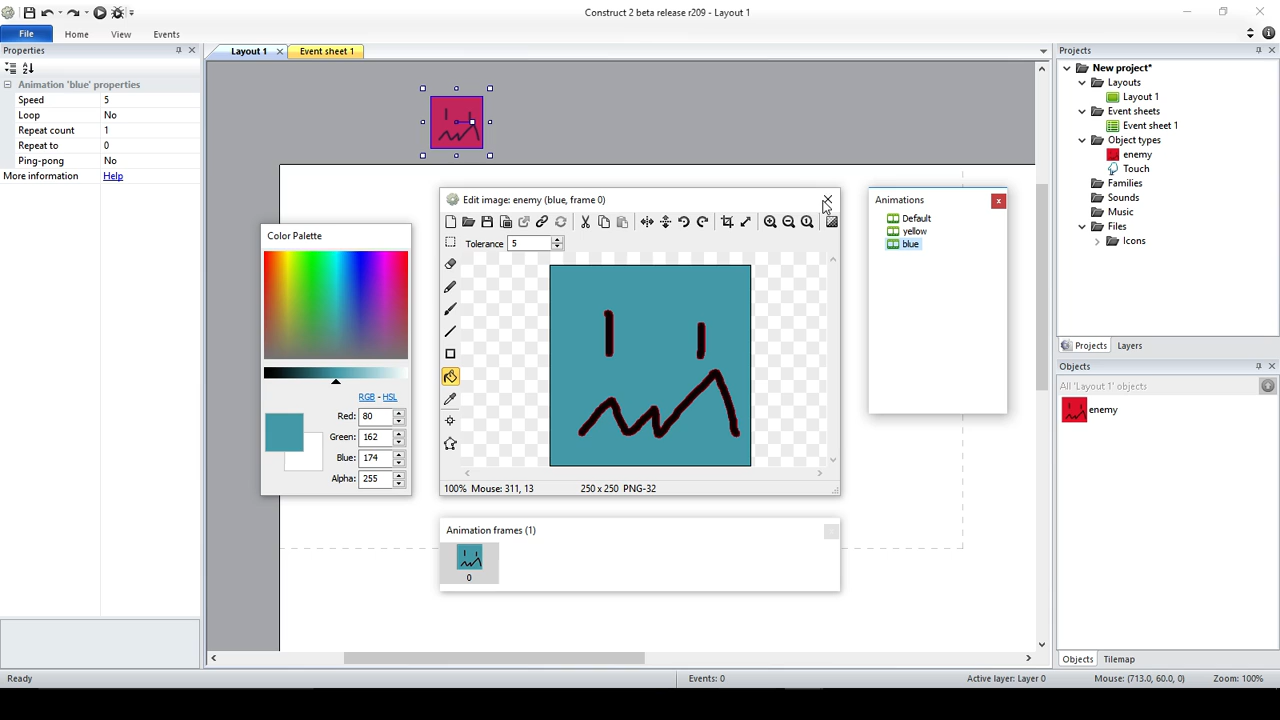 Construct 2 beta release r209 - Layout 1
File Home View Events
Properties
Layout 1 Event sheet 1
Projects
Animation 'blue' properties
Speed 5
Loop No
Repeat count 1
Repeat to 0
Ping-pong No
More information Help
New project*
Layouts
Layout 1
Event sheets
Event sheet 1
Object types
enemy
Touch
Families
Sounds
Music
Files
Icons
Projects Layers
Edit image: enemy (blue, frame 0)
Tolerance 5
Animations
Default
yellow
blue
Color Palette
RGB - HSL
Red: 80
Green: 162
Blue: 174
Alpha: 255
100% Mouse: 311, 13 250 x 250 PNG-32
Animation frames (1)
0
Objects
All 'Layout 1' objects
enemy
Objects Tilemap
Ready Events: 0 Active layer: Layer 0 Mouse: (713.0, 60.0, 0) Zoom: 100%